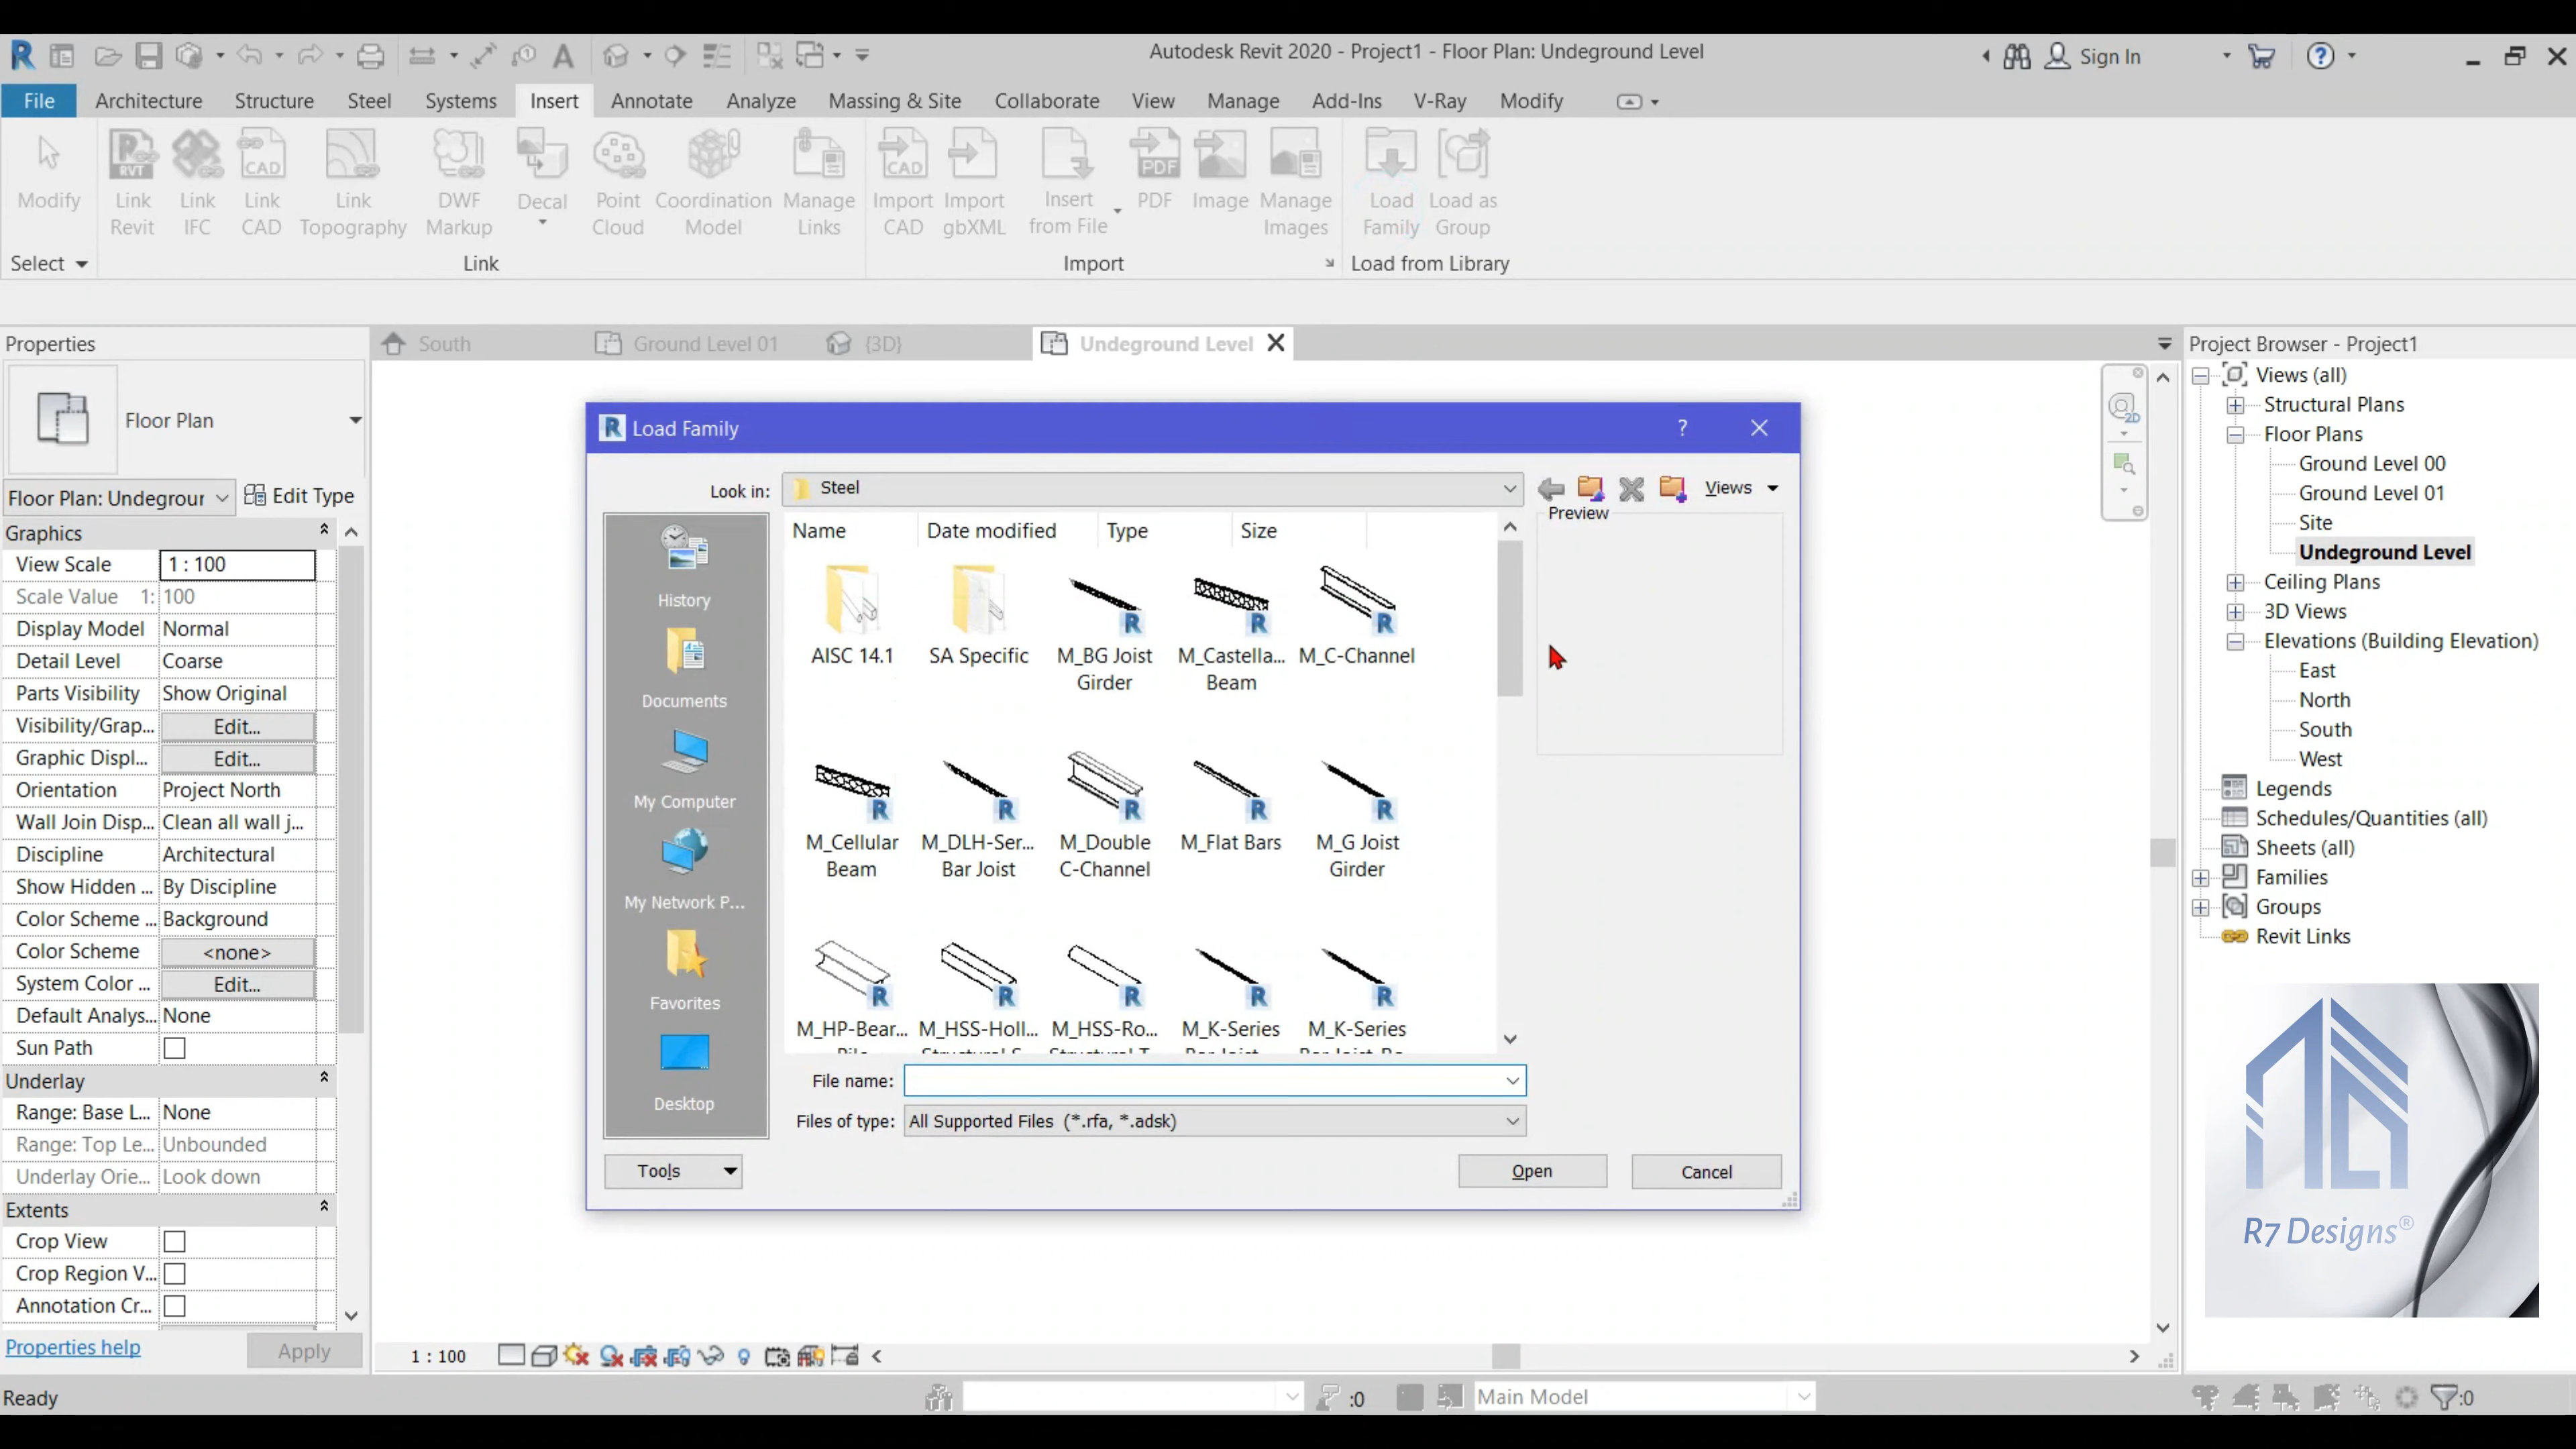 Autodesk Revit 2020 - Project1 - Floor Plan: Undeground Level
Sign In
File Architecture Structure Steel Systems Insert Annotate Analyze Massing & Site Collaborate View Manage Add-Ins V-Ray Modify
Modify
Link Revit
Link IFC
Link CAD
Link Topography
DWF Markup
Decal
Point Cloud
Coordination Model
Manage Links
Import CAD
Import gbXML
Insert from File
PDF
Image
Manage Images
Load Family
Load as Group
Select
Link
Import
Load from Library
Properties
South
Ground Level 01
{3D}
Undeground Level
Project Browser - Project1
Floor Plan
Floor Plan: Undegrour
Edit Type
Graphics
View Scale 1 : 100
Scale Value 1: 100
Display Model Normal
Detail Level Coarse
Parts Visibility Show Original
Visibility/Grap... Edit...
Graphic Displ... Edit...
Orientation Project North
Wall Join Disp... Clean all wall j...
Discipline Architectural
Show Hidden ... By Discipline
Color Scheme ... Background
Color Scheme <none>
System Color ... Edit...
Default Analys... None
Sun Path
Underlay
Range: Base L... None
Range: Top Le... Unbounded
Underlay Orie... Look down
Extents
Crop View
Crop Region V...
Annotation Cr...
Properties help
Apply
Load Family
?
Look in: Steel
Views
Preview
History
Documents
My Computer
My Network P...
Favorites
Desktop
Name Date modified Type Size
AISC 14.1
SA Specific
M_BG Joist Girder
M_Castella... Beam
M_C-Channel
M_Cellular Beam
M_DLH-Ser... Bar Joist
M_Double C-Channel
M_Flat Bars
M_G Joist Girder
M_HP-Bear...
M_HSS-Holl...
M_HSS-Ro...
M_K-Series
M_K-Series
File name:
Files of type: All Supported Files (*.rfa, *.adsk)
Tools
Open
Cancel
Views (all)
Structural Plans
Floor Plans
Ground Level 00
Ground Level 01
Site
Undeground Level
Ceiling Plans
3D Views
Elevations (Building Elevation)
East
North
South
West
Legends
Schedules/Quantities (all)
Sheets (all)
Families
Groups
Revit Links
R7 Designs®
1 : 100
Ready
:0
Main Model
:0